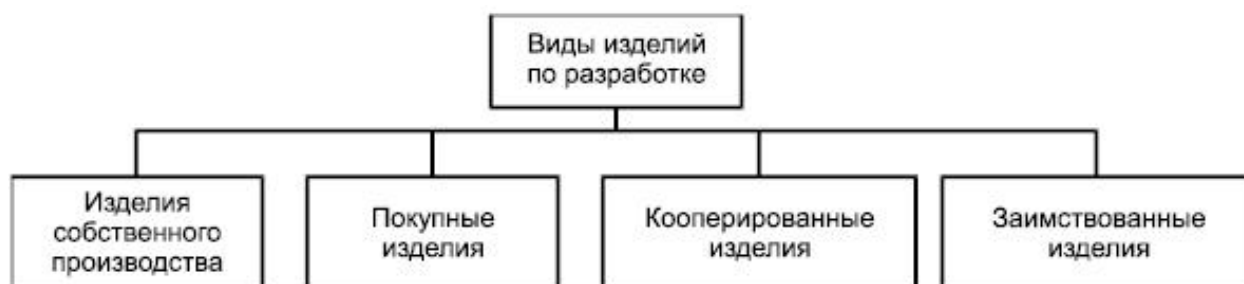 Виды изделий
по разработке
Изделия
собственного
производства
Покупные
изделия
Кооперированные
изделия
Заимствованные
изделия